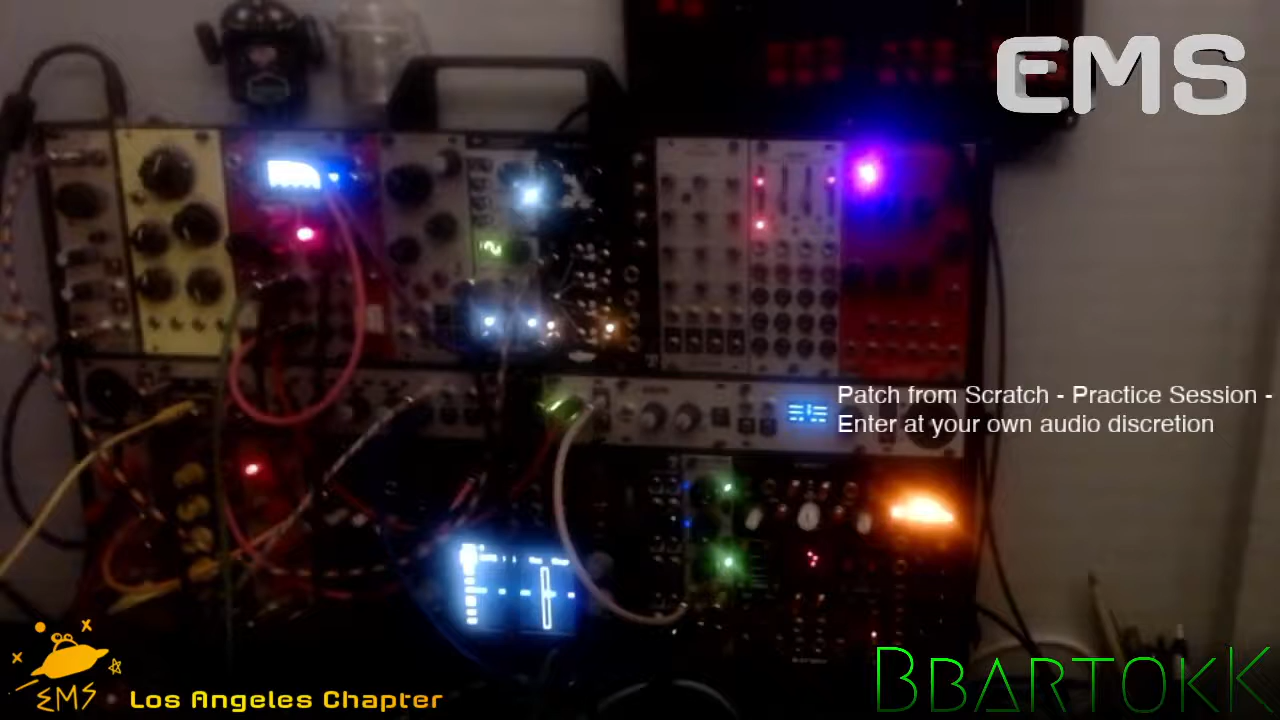 EMS
Patch from Scratch - Practice Session -
Enter at your own audio discretion
EMS
Los Angeles Chapter
BBARTOKK